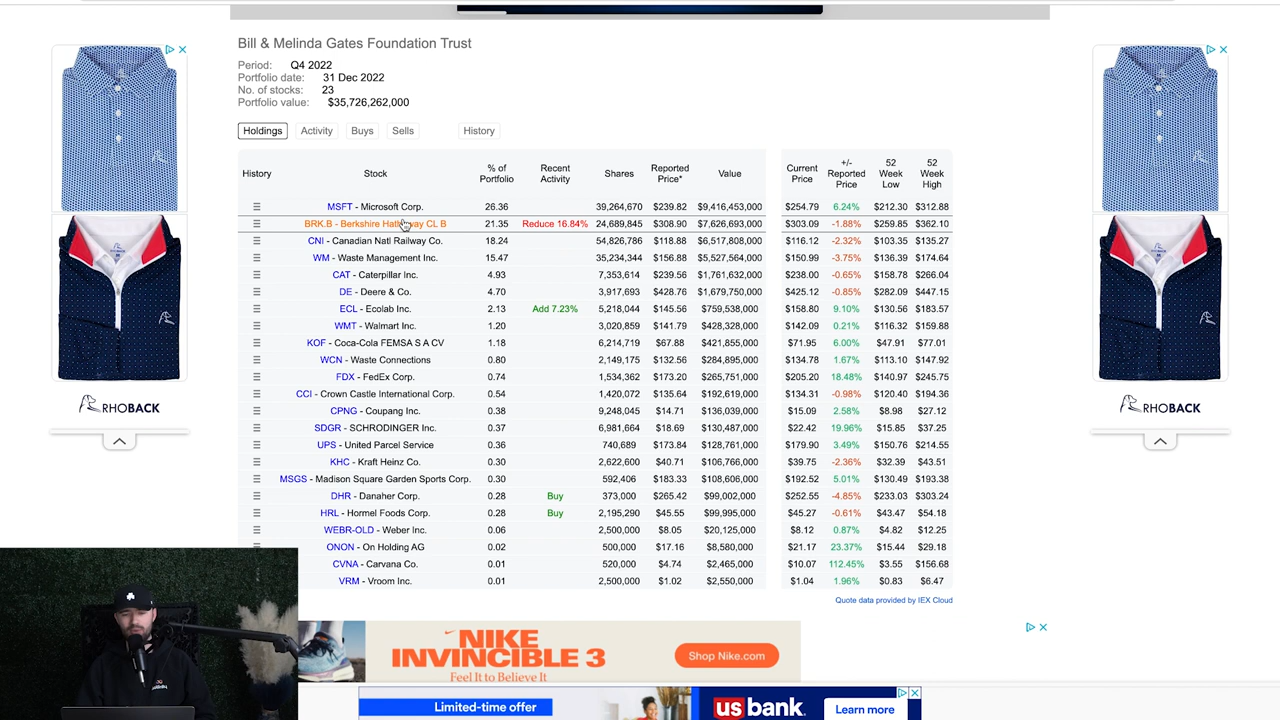 Bill & Melinda Gates Foundation Trust
Period: Q4 2022
Portfolio date: 31 Dec 2022
No. of stocks: 23
Portfolio value: $35,726,262,000
Holdings Activity Buys Sells History
History Stock % of Portfolio Recent Activity Shares Reported Price* Value Current Price +/- Reported Price 52 Week Low 52 Week High
≡ MSFT - Microsoft Corp. 26.36 39,264,670 $239.82 $9,416,453,000 $254.79 6.24% $212.30 $312.88
BRK.B - Berkshire Hathaway CL B 21.35 Reduce 16.84% 24,689,845 $308.90 $7,626,693,000 $303.09 -1.88% $259.85 $362.10
≡ CNI - Canadian Natl Railway Co. 18.24 54,826,786 $118.88 $6,517,808,000 $116.12 -2.32% $103.35 $135.27
≡ WM - Waste Management Inc. 15.47 35,234,344 $156.88 $5,527,564,000 $150.99 -3.75% $136.39 $174.64
≡ CAT - Caterpillar Inc. 4.93 7,353,614 $239.56 $1,761,632,000 $238.00 -0.65% $158.78 $266.04
≡ DE - Deere & Co. 4.70 3,917,693 $428.76 $1,679,750,000 $425.12 -0.85% $282.09 $447.15
≡ ECL - Ecolab Inc. 2.13 Add 7.23% 5,218,044 $145.56 $759,538,000 $158.80 9.10% $130.56 $183.57
≡ WMT - Walmart Inc. 1.20 3,020,859 $141.79 $428,328,000 $142.09 0.21% $116.32 $159.88
≡ KOF - Coca-Cola FEMSA S A CV 1.18 6,214,719 $67.88 $421,855,000 $71.95 6.00% $47.91 $77.01
≡ WCN - Waste Connections 0.80 2,149,175 $132.56 $284,895,000 $134.78 1.67% $113.10 $147.92
≡ FDX - FedEx Corp. 0.74 1,534,362 $173.20 $265,751,000 $205.20 18.48% $140.97 $245.75
≡ CCI - Crown Castle International Corp. 0.54 1,420,072 $135.64 $192,619,000 $134.31 -0.98% $120.40 $194.36
≡ CPNG - Coupang Inc. 0.38 9,248,045 $14.71 $136,039,000 $15.09 2.58% $8.98 $27.12
≡ SDGR - SCHRODINGER Inc. 0.37 6,981,664 $18.69 $130,487,000 $22.42 19.96% $15.85 $37.25
≡ UPS - United Parcel Service 0.36 740,689 $173.84 $128,761,000 $179.90 3.49% $150.76 $214.55
≡ KHC - Kraft Heinz Co. 0.30 2,622,600 $40.71 $106,766,000 $39.75 -2.36% $32.39 $43.51
≡ MSGS - Madison Square Garden Sports Corp. 0.30 592,406 $183.33 $108,606,000 $192.52 5.01% $130.49 $193.38
≡ DHR - Danaher Corp. 0.28 Buy 373,000 $265.42 $99,002,000 $252.55 -4.85% $233.03 $303.24
≡ HRL - Hormel Foods Corp. 0.28 Buy 2,195,290 $45.55 $99,995,000 $45.27 -0.61% $43.47 $54.18
≡ WEBR-OLD - Weber Inc. 0.06 2,500,000 $8.05 $20,125,000 $8.12 0.87% $4.82 $12.25
≡ ONON - On Holding AG 0.02 500,000 $17.16 $8,580,000 $21.17 23.37% $15.44 $29.18
CVNA - Carvana Co. 0.01 520,000 $4.74 $2,465,000 $10.07 112.45% $3.55 $156.68
VRM - Vroom Inc. 0.01 2,500,000 $1.02 $2,550,000 $1.04 1.96% $0.83 $6.47
Quote data provided by IEX Cloud
RHOBACK
RHOBACK
NIKE
INVINCIBLE 3
Feel It to Believe It
Shop Nike.com
Limited-time offer
usbank.
Learn more